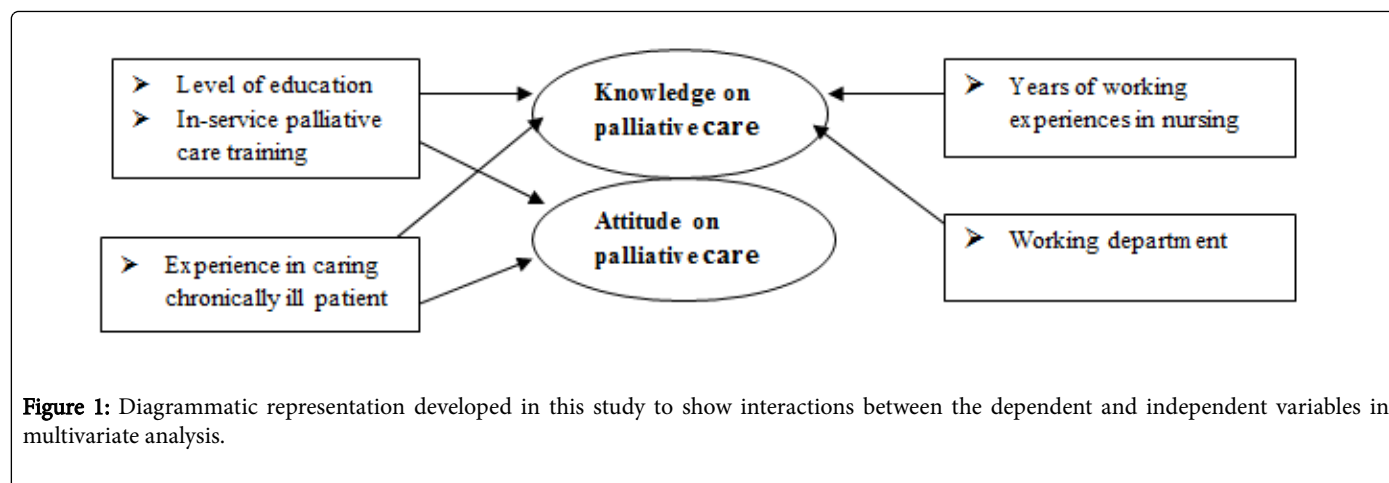 ➤ Level of education
➤ In-service palliative
care training
➤ Experience in caring
chronically ill patient
Knowledge on
palliative care
Attitude on
palliative care
➤ Years of working
experiences in nursing
➤ Working department
Figure 1: Diagrammatic representation developed in this study to show interactions between the dependent and independent variables in
multivariate analysis.